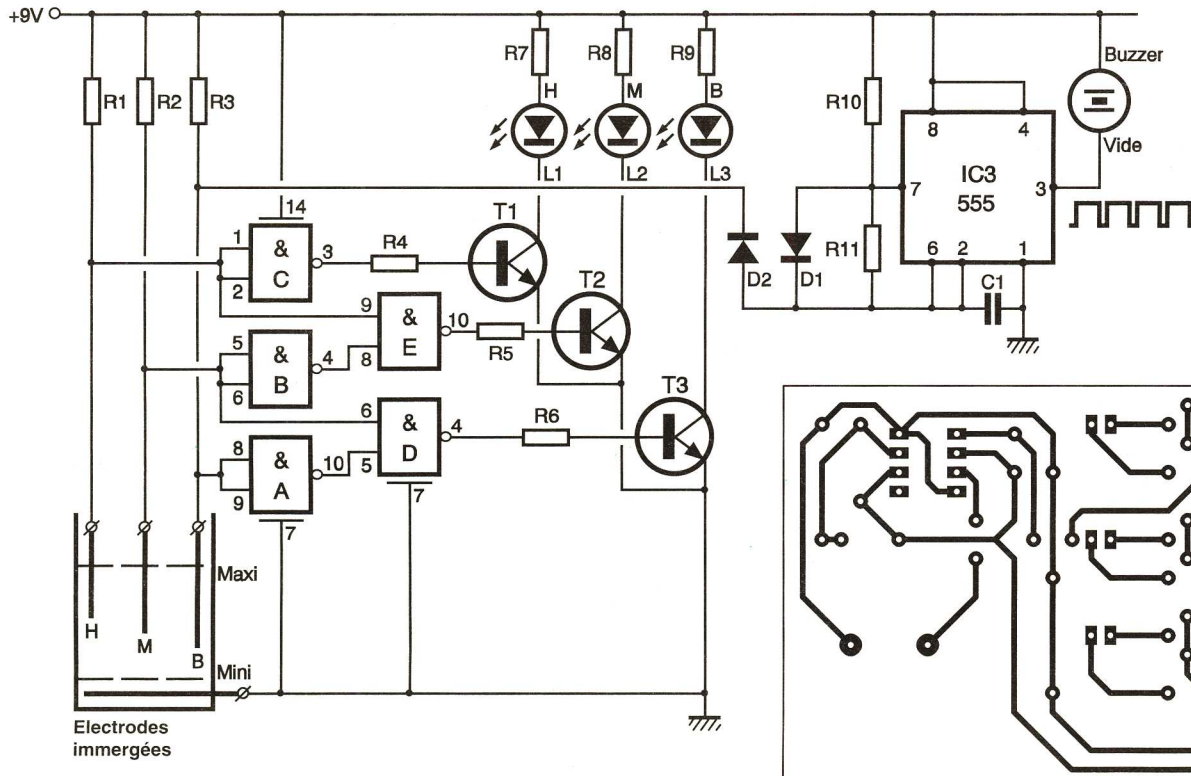 +9V
R1
R2
R3
R7
H
R8
M
R9
B
L1
L2
L3
R10
R11
8
4
7
IC3
555
3
6
2
1
Buzzer
Vide
D2
D1
C1
14
1
2
&
C
3
R4
T1
9
8
&
E
10
R5
T2
5
6
&
B
4
6
5
&
D
4
R6
T3
8
9
&
A
10
7
7
Maxi
H
M
B
Mini
Electrodes
immergées